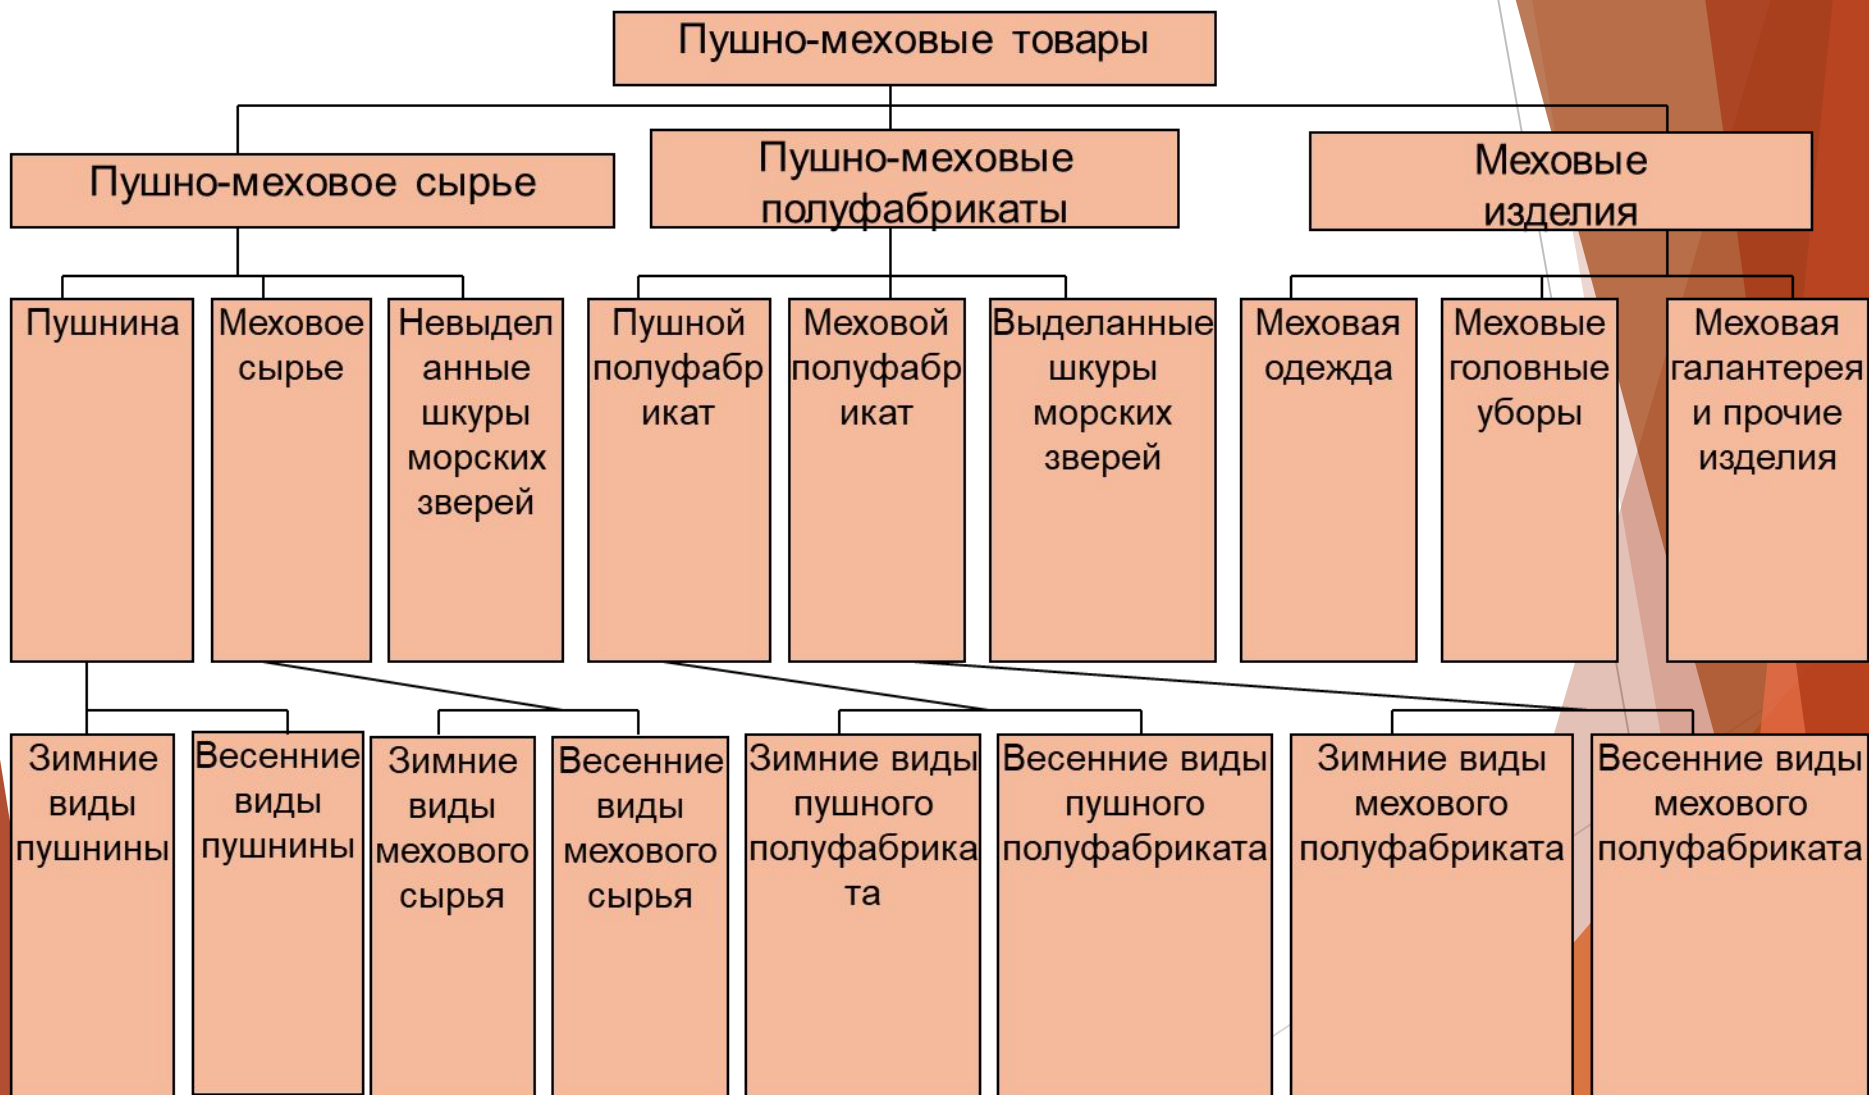 Пушно-меховые товары
Пушно-меховое сырье
Пушно-меховые
полуфабрикаты
Меховые
изделия
Пушнина
Меховое
сырье
Невыдел
анные
шкуры
морских
зверей
Пушной
полуфабр
икат
Меховой
полуфабр
икат
Выделанные
шкуры
морских
зверей
Меховая
одежда
Меховые
головные
уборы
Меховая
галантерея
и прочие
изделия
Зимние
виды
пушнины
Весенние
виды
пушнины
Зимние
виды
мехового
сырья
Весенние
виды
мехового
сырья
Зимние виды
пушного
полуфабрика
та
Весенние виды
пушного
полуфабриката
Зимние виды
мехового
полуфабриката
Весенние виды
мехового
полуфабриката